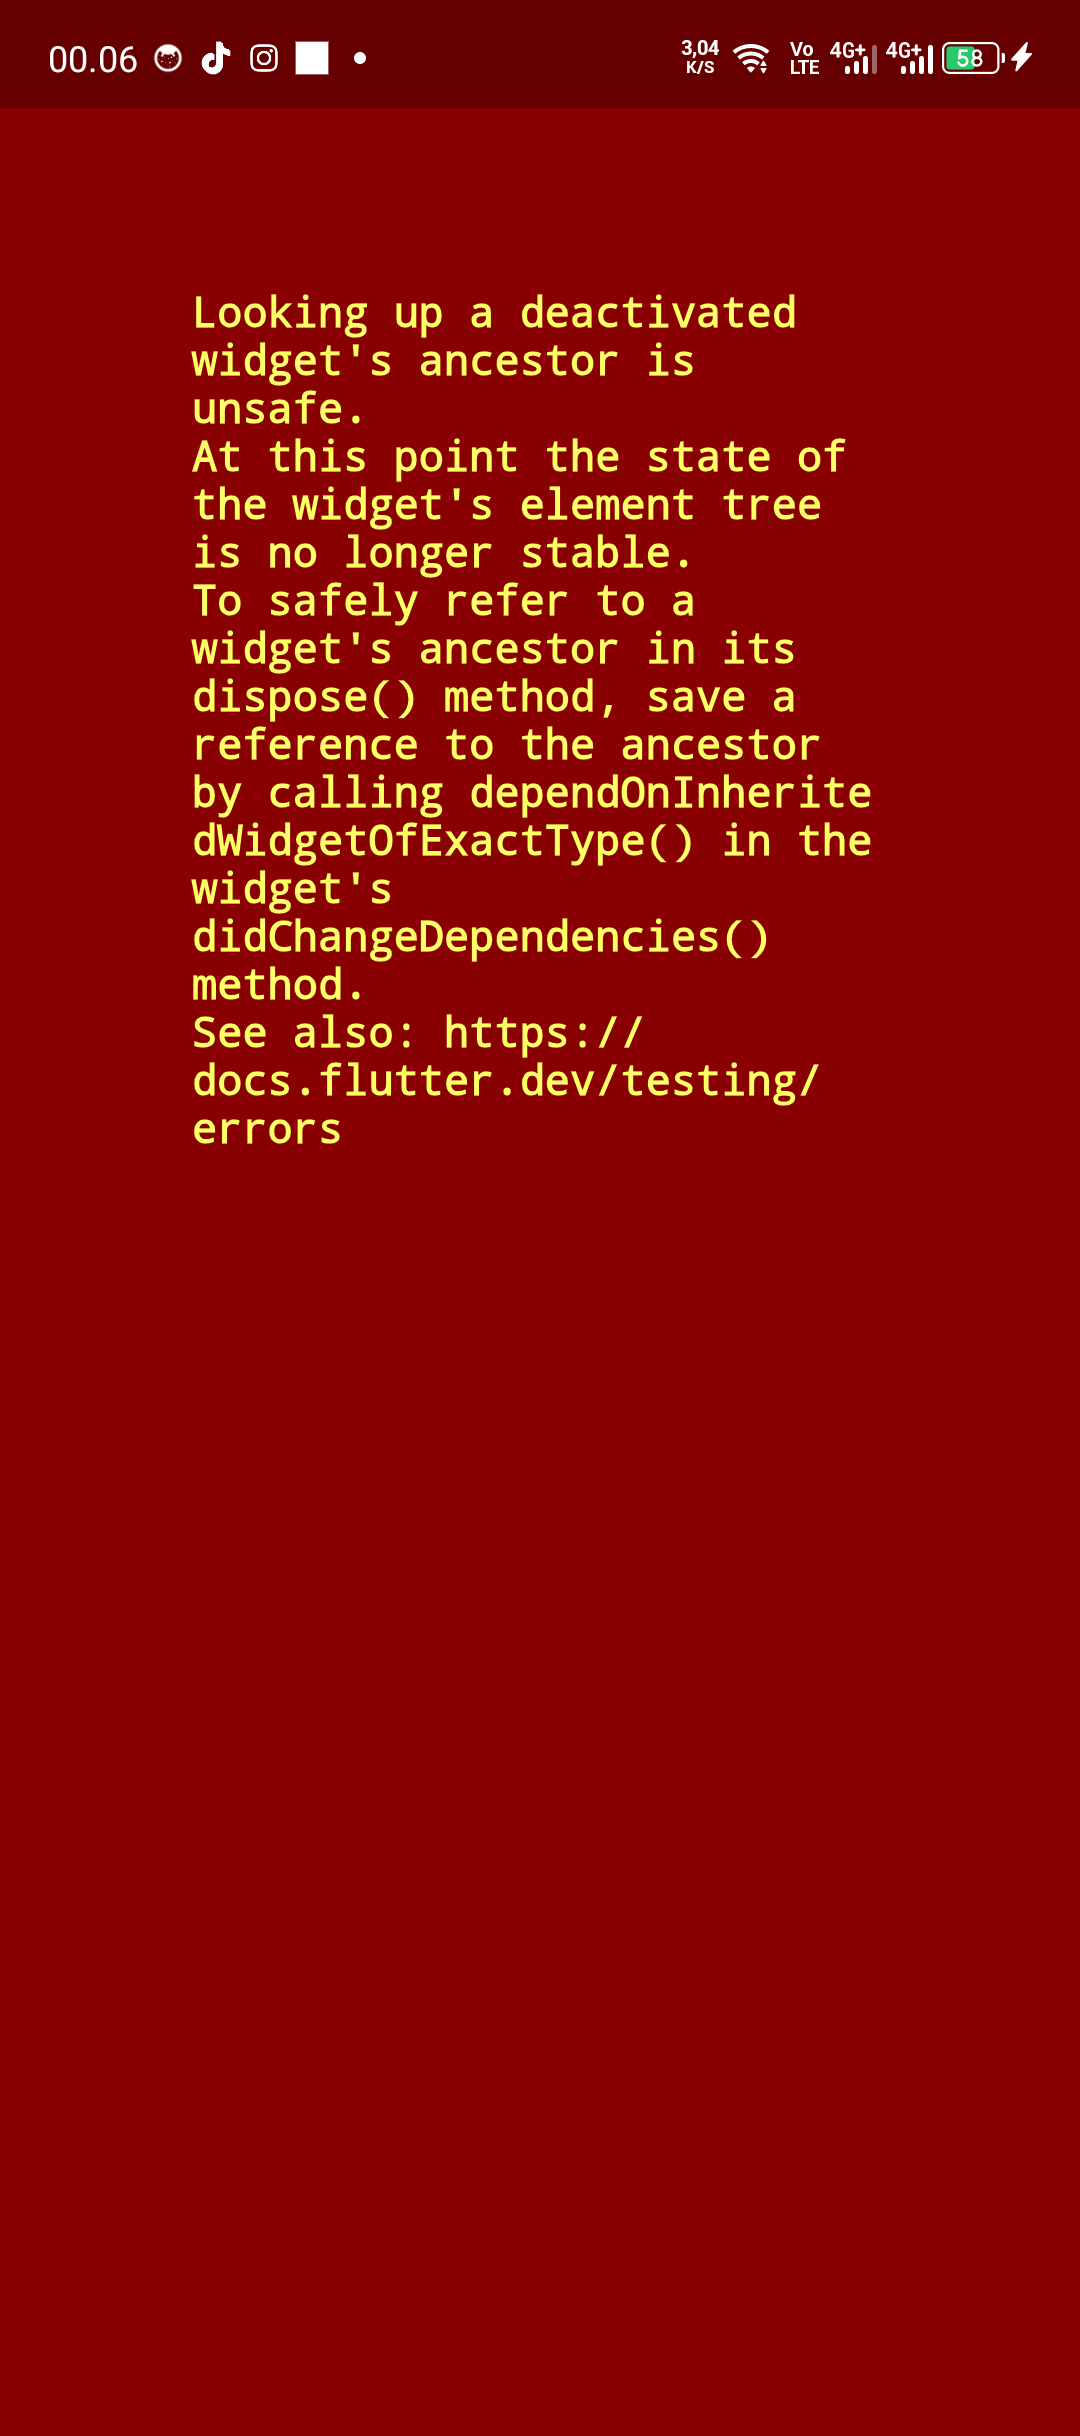 00.06
3,04
K/S
Vo
LTE
4G+
4G+
58
Looking up a deactivated
widget's ancestor is
unsafe.
At this point the state of
the widget's element tree
is no longer stable.
To safely refer to a
widget's ancestor in its
dispose() method, save a
reference to the ancestor
by calling dependOnInherite
dWidgetOfExactType() in the
widget's
didChangeDependencies()
method.
See also: https://
docs.flutter.dev/testing/
errors